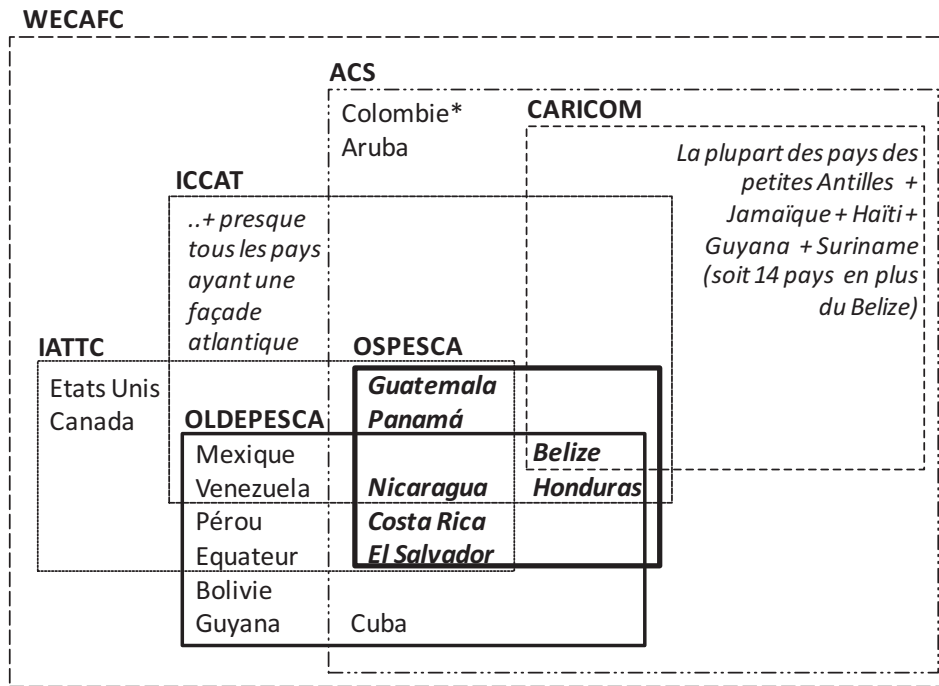 WECAFC
ACS
Colombie*
Aruba
CARICOM
La plupart des pays des
petites Antilles +
Jamaïque + Haïti +
Guyana + Suriname
(soit 14 pays en plus
du Belize)
ICCAT
..+ presque
tous les pays
ayant une
façade
atlantique
IATTC
Etats Unis
Canada
OSPESCA
Guatemala
Panamá
OLDEPESCA
Mexique
Belize
Venezuela
Nicaragua
Honduras
Pérou
Costa Rica
Equateur
El Salvador
Bolivie
Guyana
Cuba